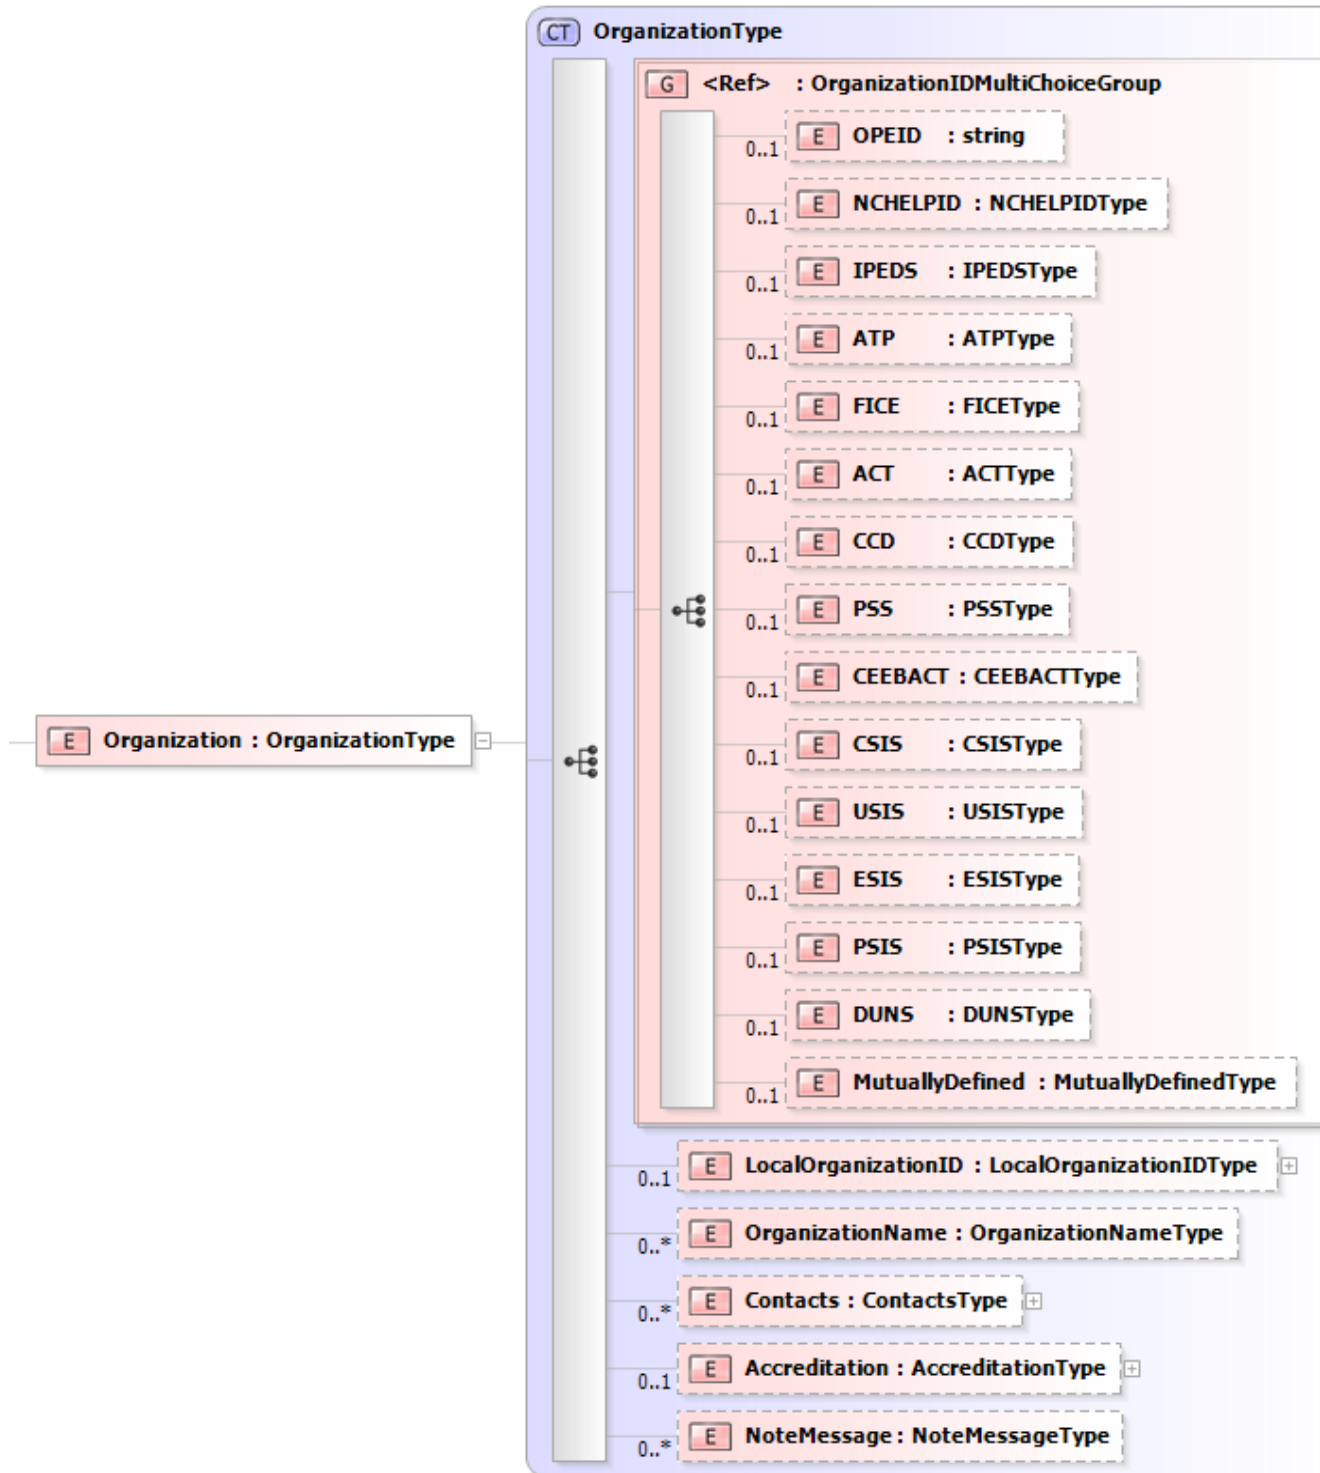 CT OrganizationType
G <Ref> : OrganizationIDMultiChoiceGroup
0..1 E OPEID : string
0..1 E NCHELPID : NCHELPIDType
0..1 E IPEDS : IPEDSType
0..1 E ATP : ATPType
0..1 E FICE : FICEType
0..1 E ACT : ACTType
0..1 E CCD : CCDType
0..1 E PSS : PSSType
0..1 E CEEBACT : CEEBACTType
E Organization : OrganizationType
0..1 E CSIS : CSISType
0..1 E USIS : USISType
0..1 E ESIS : ESISType
0..1 E PSIS : PSISType
0..1 E DUNS : DUNSType
0..1 E MutuallyDefined : MutuallyDefinedType
0..1 E LocalOrganizationID : LocalOrganizationIDType
0..* E OrganizationName : OrganizationNameType
0..* E Contacts : ContactsType
0..1 E Accreditation : AccreditationType
0..* E NoteMessage : NoteMessageType